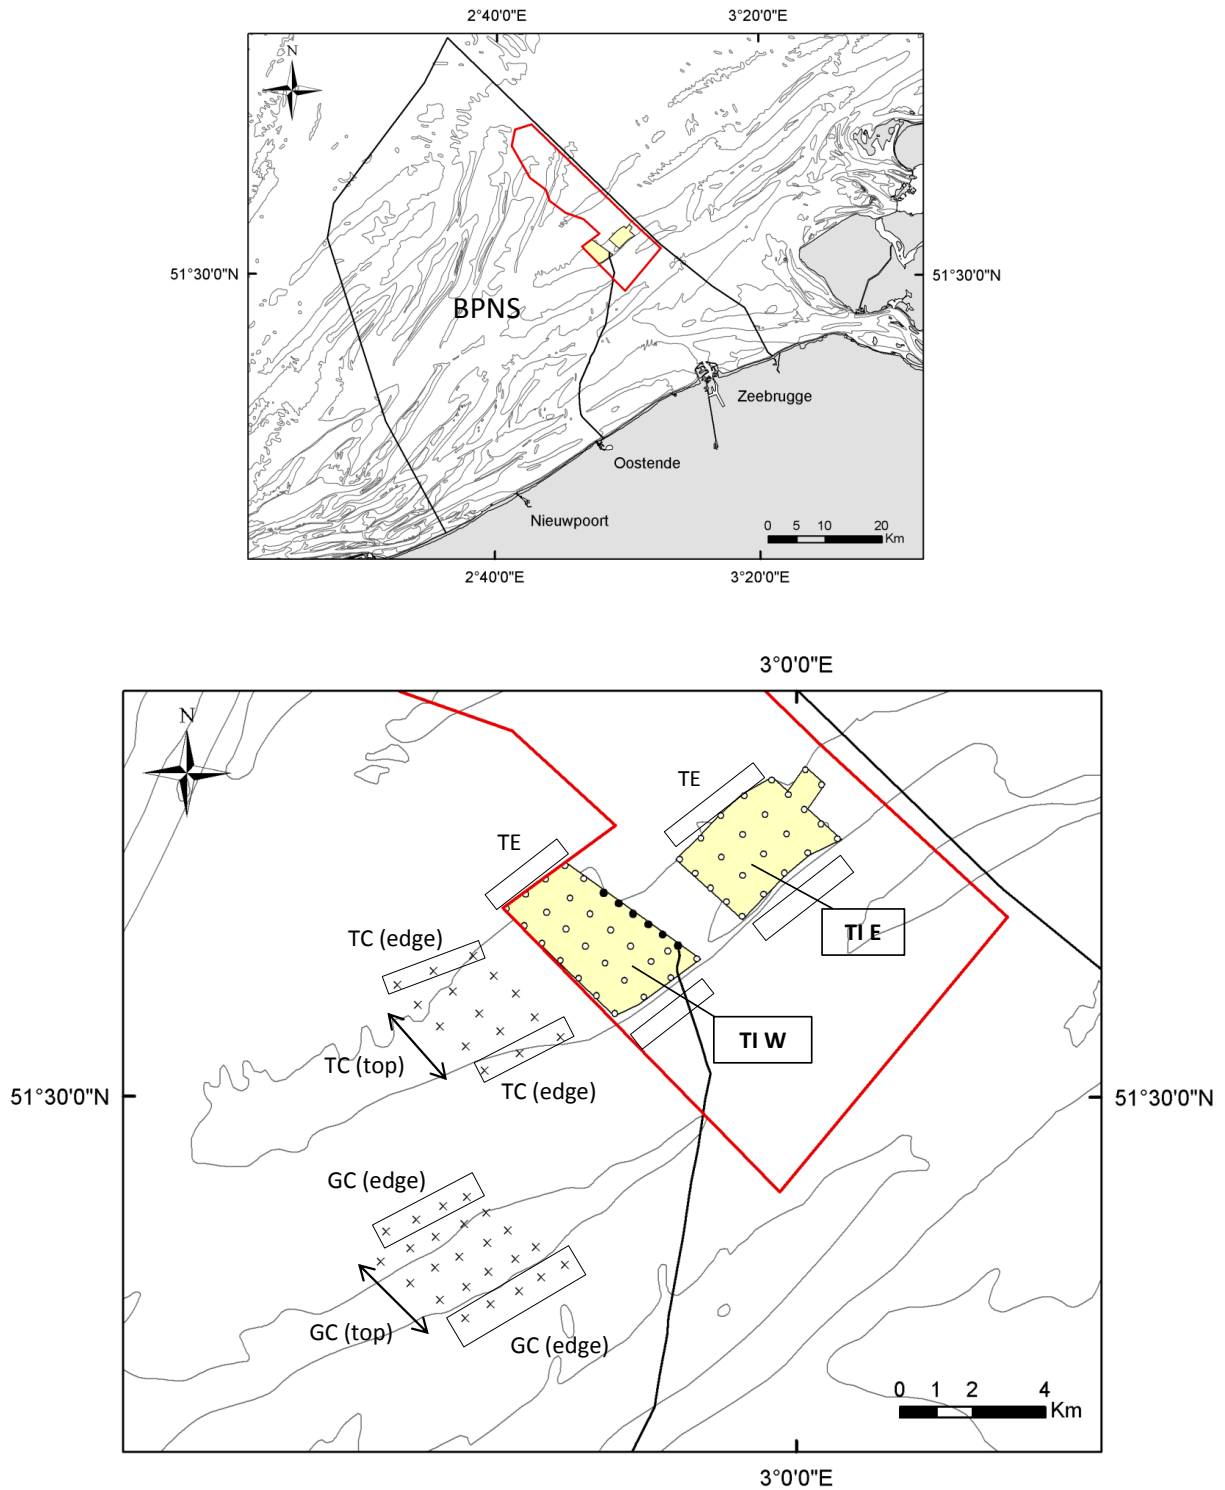 2°40'0"E 3°20'0"E
N
51°30'0"N 51°30'0"N
BPNS
Zeebrugge
Oostende
Nieuwpoort
0 5 10 20
Km
2°40'0"E 3°20'0"E
3°0'0"E
N
TE
TE
TI E
TC (edge)
TI W
TC (top)
TC (edge)
51°30'0"N 51°30'0"N
GC (edge)
GC (top)
GC (edge)
0 1 2 4
Km
3°0'0"E